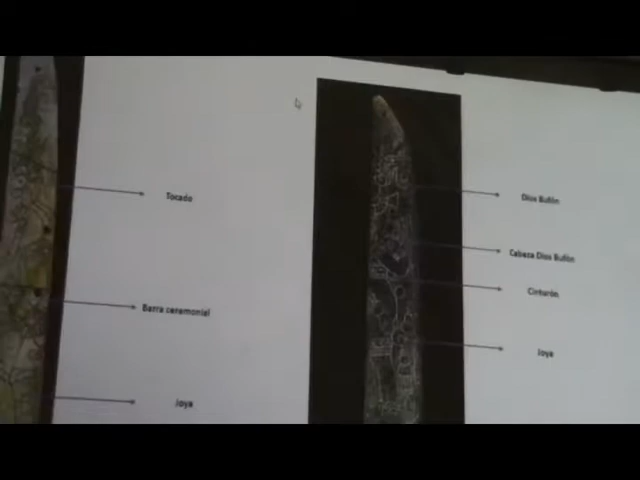 Tocado
Barra ceremonial
Joya
Dios Bufón
Cabeza Dios Bufón
Cinturón
Joya